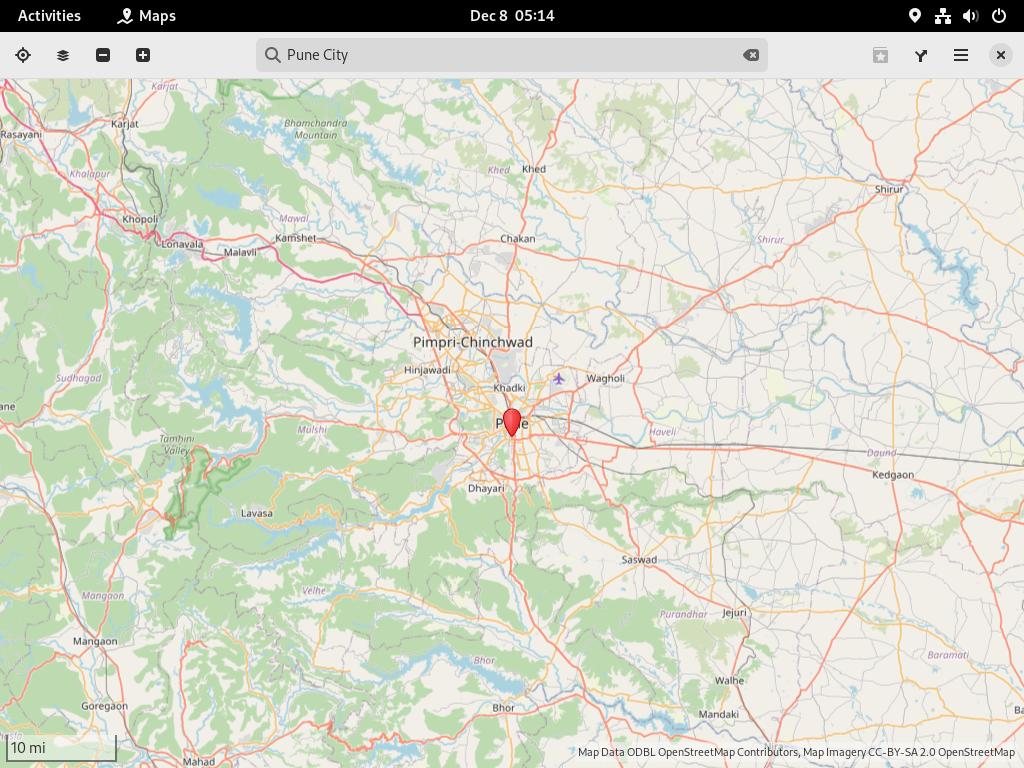 Activities
Maps
Dec 8 05:14
Pune City
Karjat
Karjat
Rasayani
Bhamchandra
Mountain
Khalapur
Khed
Khed
Shirur
Mawal
Khopoli
Lonavala
Malavli
Kamshet
Chakan
Shirur
Pimpri-Chinchwad
Hinjawadi
Khadki
Wagholi
Sudhagad
Mulshi
Haveli
Tamhini
Valley
Daund
Kedgaon
Dhayari
Lavasa
Saswad
Velhe
Mangaon
Purandhar
Jejuri
Mangaon
Baramati
Bhor
Walhe
Goregaon
Bhor
Mandaki
10 mi
Mahad
Map Data ODBL OpenStreetMap Contributors, Map Imagery CC-BY-SA 2.0 OpenStreetMap